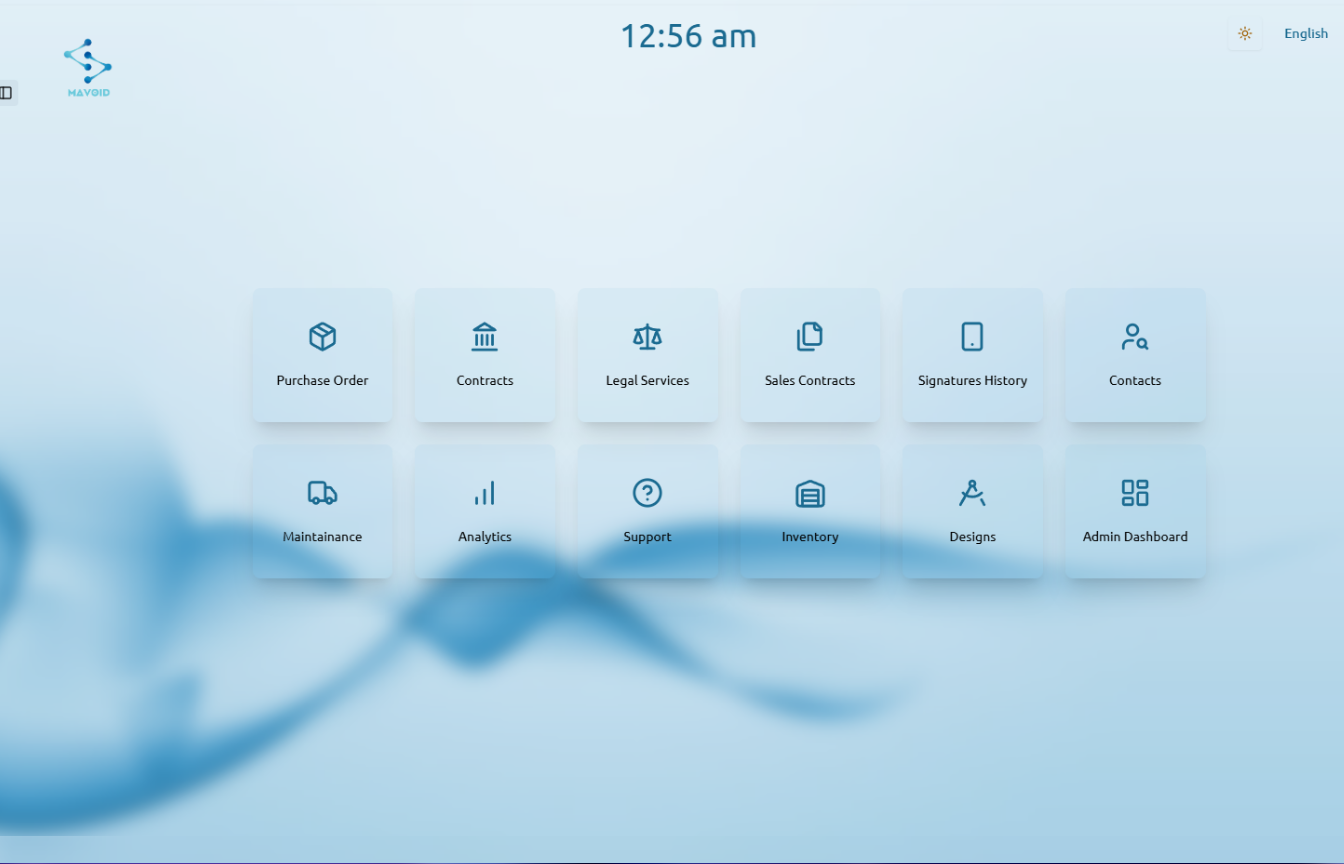 12:56 am
English
MAVOID
Purchase Order
Contracts
Legal Services
Sales Contracts
Signatures History
Contacts
Maintainance
Analytics
Support
Inventory
Designs
Admin Dashboard